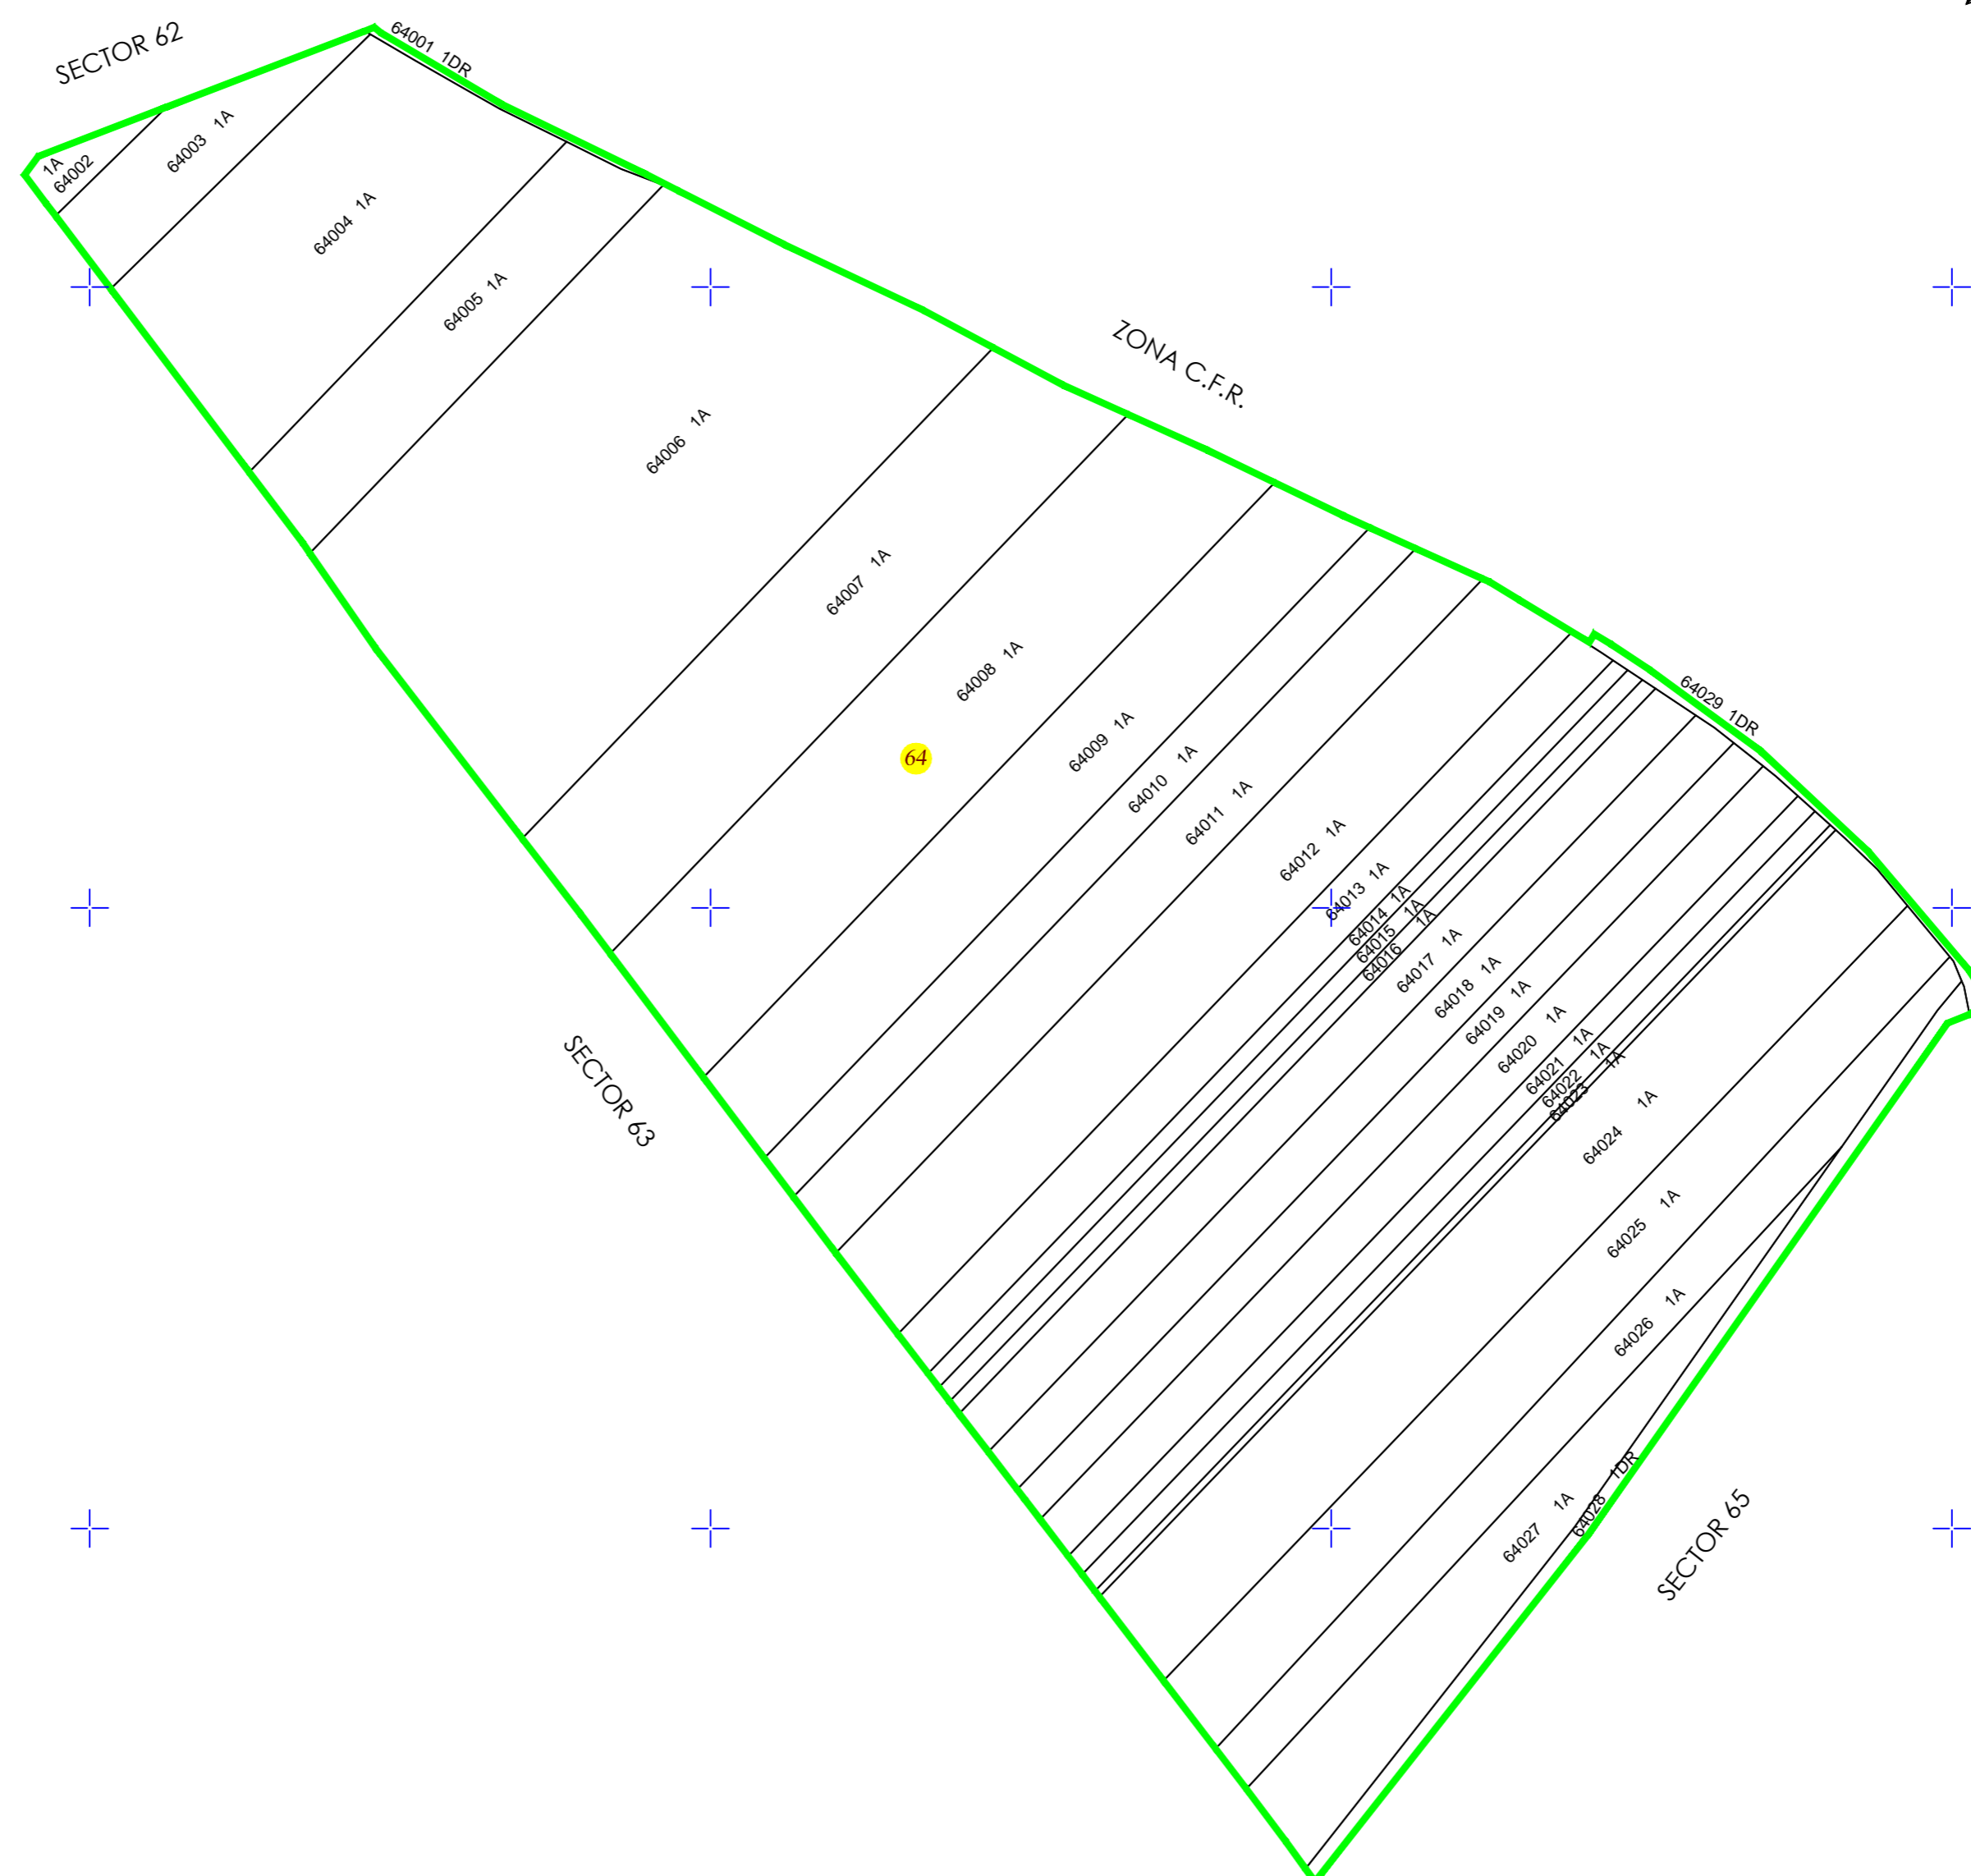 SECTOR 62
64001 1DR
1A
64002
64003 1A
64004 1A
64005 1A
64006 1A
ZONA C.F.R.
64007 1A
64008 1A
64
64009 1A
64010 1A
64011 1A
64012 1A
64013 1A
64014 1A
64015 1A
64016 1A
64017 1A
64018 1A
64019 1A
64020 1A
64021 1A
64022 1A
64023 1A
64024 1A
64025 1A
64026 1A
64027 1A
64028 1DR
64029 1DR
SECTOR 63
SECTOR 65